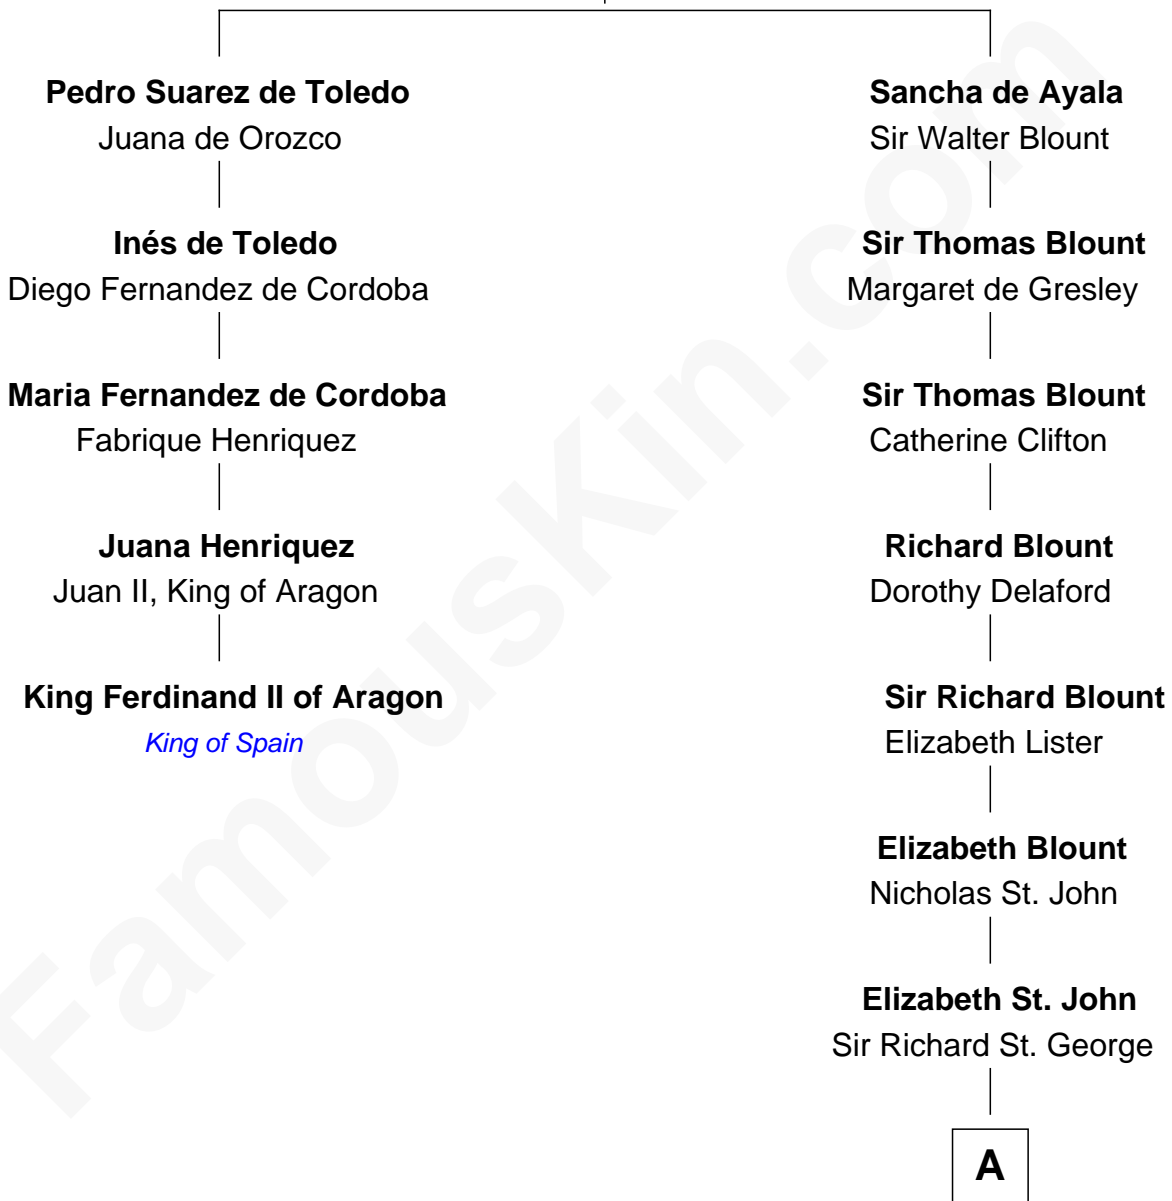 Pedro Suarez de Toledo
Juana de Orozco
Inés de Toledo
Diego Fernandez de Cordoba
Maria Fernandez de Cordoba
Fabrique Henriquez
Juana Henriquez
Juan II, King of Aragon
King Ferdinand II of Aragon
King of Spain
Sancha de Ayala
Sir Walter Blount
Sir Thomas Blount
Margaret de Gresley
Sir Thomas Blount
Catherine Clifton
Richard Blount
Dorothy Delaford
Sir Richard Blount
Elizabeth Lister
Elizabeth Blount
Nicholas St. John
Elizabeth St. John
Sir Richard St. George
A
FamousKin.com